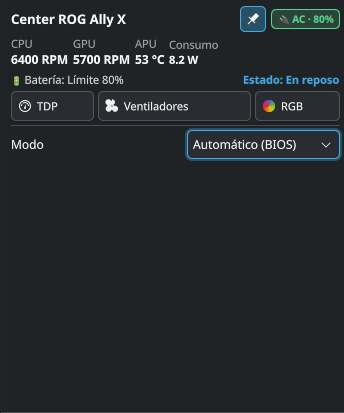 Center ROG Ally X
AC · 80%
CPU GPU APU Consumo
6400 RPM 5700 RPM 53 °C 8.2 W
Batería: Límite 80% Estado: En reposo
TDP Ventiladores RGB
Modo Automático (BIOS)